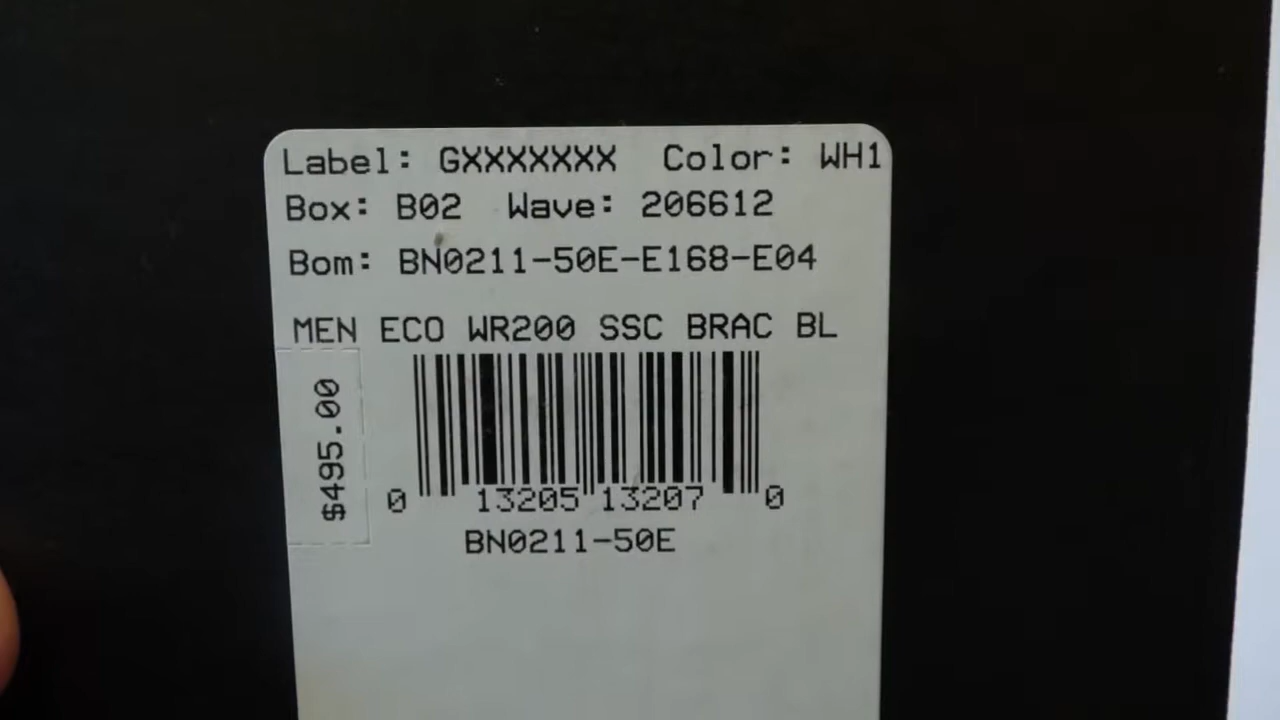 Label: GXXXXXXX Color: WH1
Box: B02 Wave: 206612
Bom: BN0211-50E-E168-E04
MEN ECO WR200 SSC BRAC BL
$495.00
0 13205 13207 0
BN0211-50E